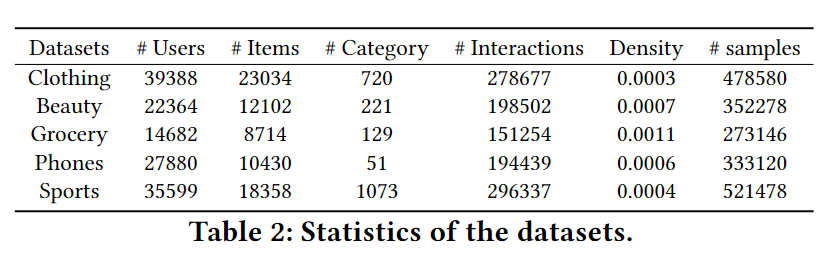 Datasets # Users # Items # Category # Interactions Density # samples
Clothing 39388 23034 720 278677 0.0003 478580
Beauty 22364 12102 221 198502 0.0007 352278
Grocery 14682 8714 129 151254 0.0011 273146
Phones 27880 10430 51 194439 0.0006 333120
Sports 35599 18358 1073 296337 0.0004 521478
Table 2: Statistics of the datasets.